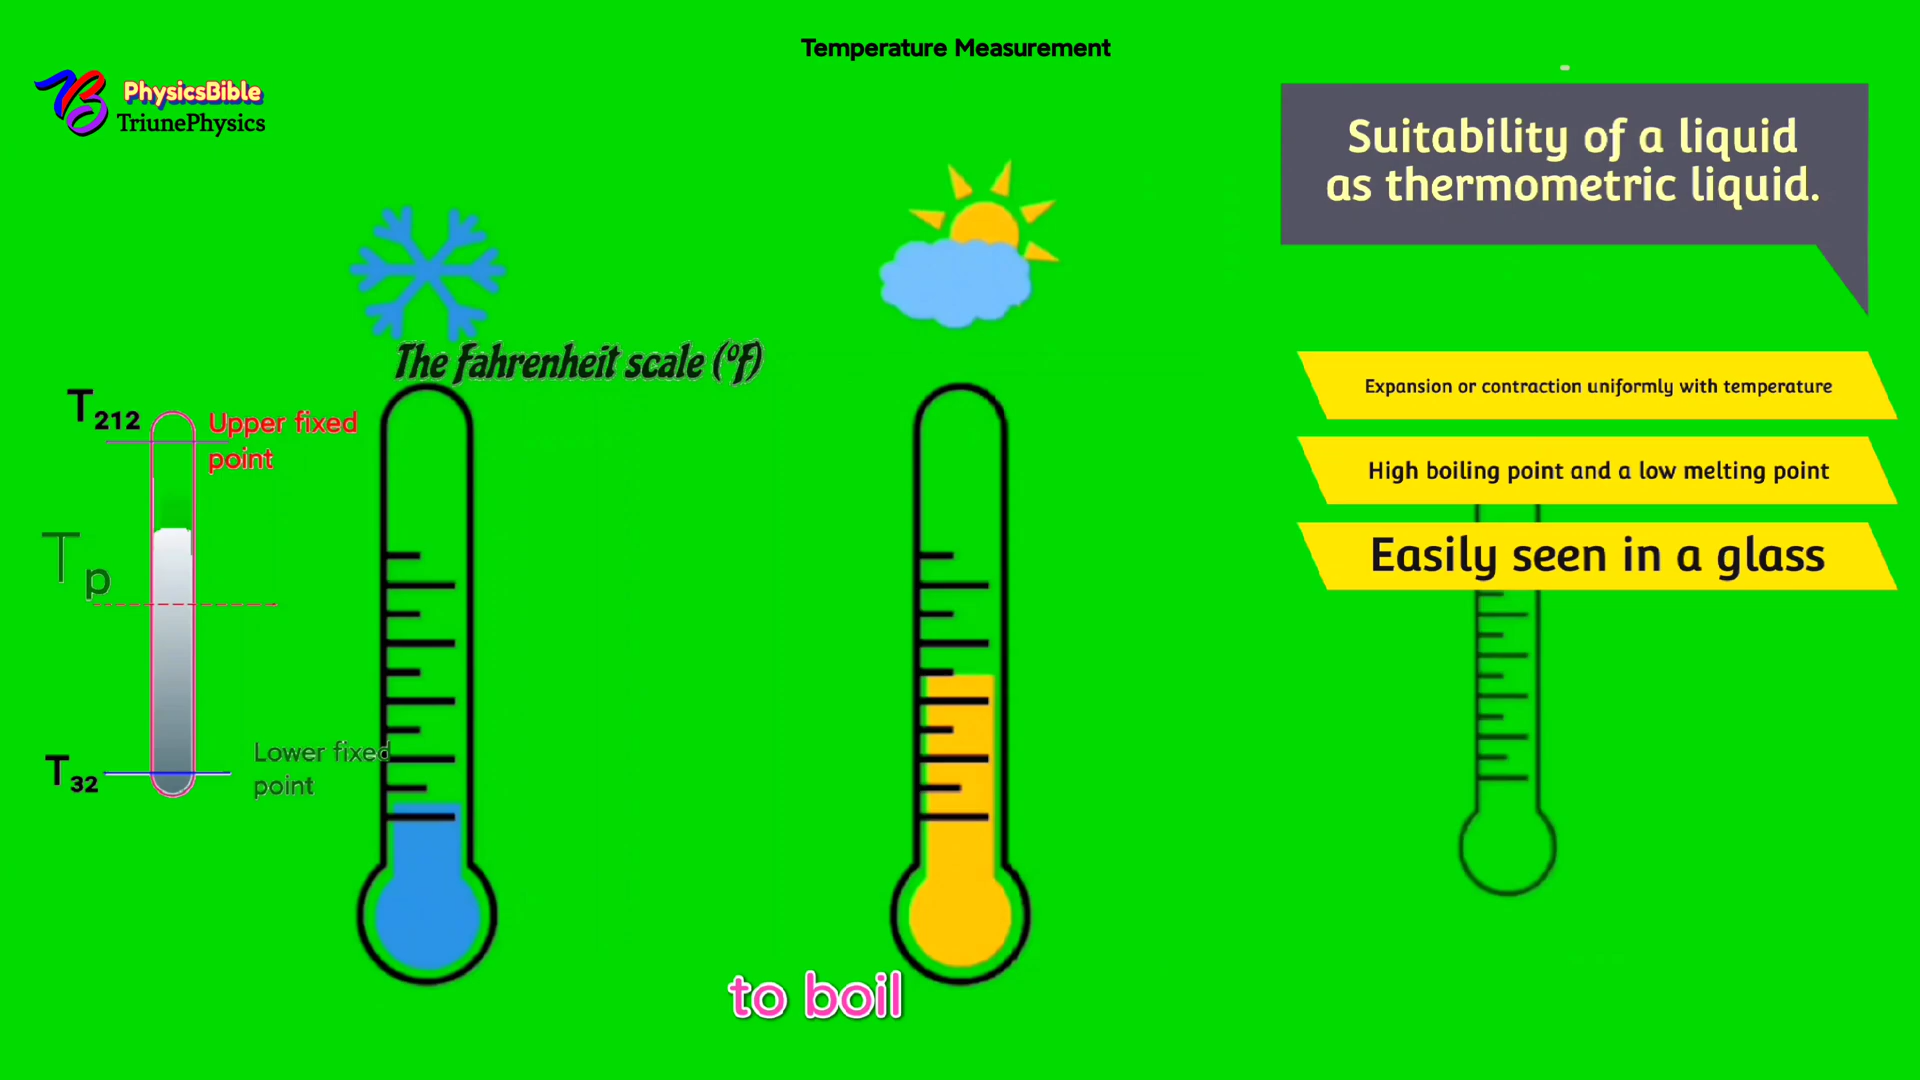 Temperature Measurement
PhysicsBible
TriunePhysics
Suitability of a liquid
as thermometric liquid.
The fahrenheit scale (ºf)
T212
Upper fixed
point
Expansion or contraction uniformly with temperature
High boiling point and a low melting point
Easily seen in a glass
Tp
Lower fixed
point
T32
to boil